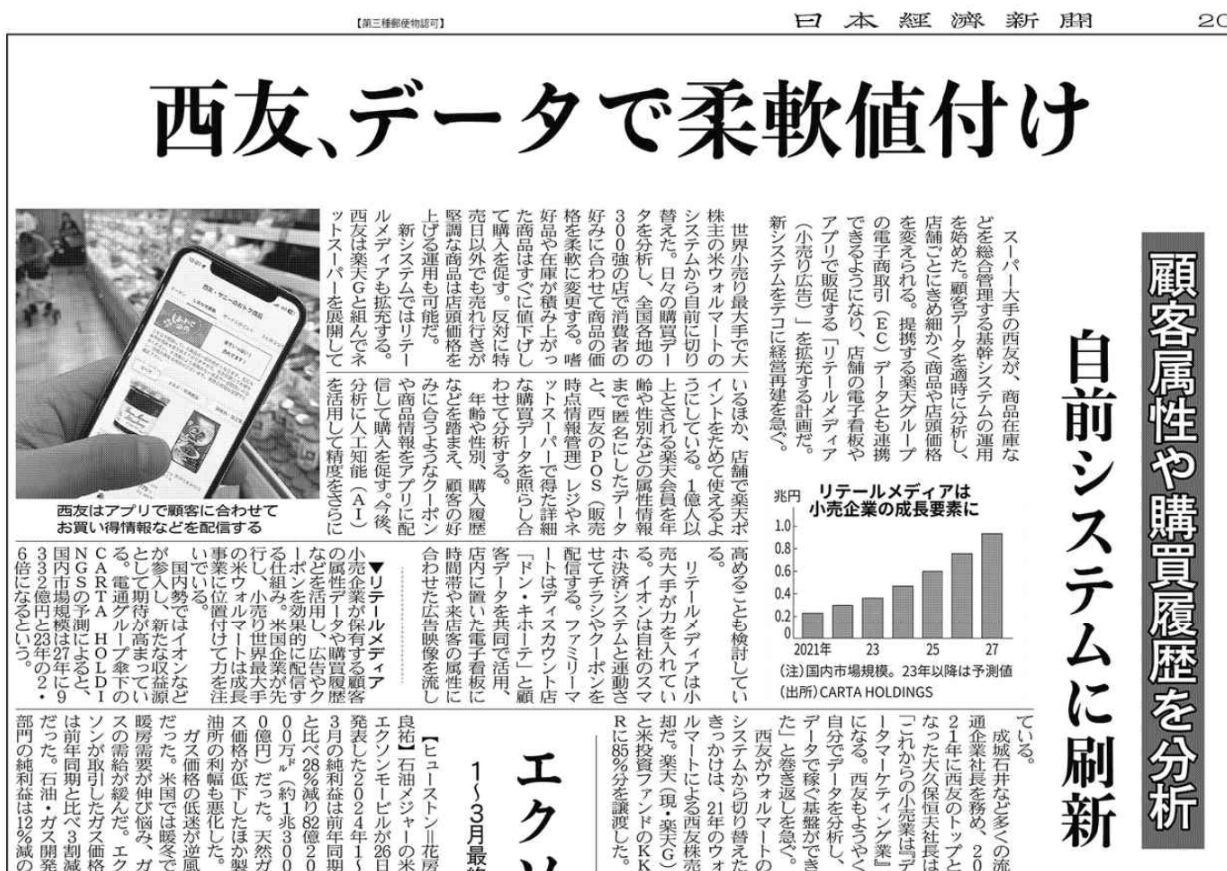 【第三種郵便物認可】
日本経済新聞
20
西友、データで柔軟値付け
顧客属性や購買履歴を分析
自前システムに刷新
スーパー大手の西友が、商品在庫な
どを総合管理する基幹システムの運用
を始めた。顧客データを適時に分析し、
店舗ごとにきめ細かく商品や店頭価格
を変えられる。提携する楽天グループ
の電子商取引(EC)データとも連携
できるようになり、店舗の電子看板や
アプリで販促する「リテールメディア
(小売り広告)」を拡充する計画だ。
新システムをテコに経営再建を急ぐ。
世界小売り最大手で大
株主の米ウォルマートの
システムから自前に切り
替えた。日々の購買デー
タを分析し、全国各地の
300強の店で消費者の
好みに合わせて商品の価
格を柔軟に変更する。嗜
好品や在庫が積み上がっ
た商品はすぐに値下げし
て購入を促す。反対に特
売日以外でも売れ行きが
堅調な商品は店頭価格を
上げる運用も可能だ。
新システムではリテー
ルメディアも拡充する。
西友は楽天Gと組んでネ
ットスーパーを展開して
いるほか、店舗で楽天ポ
イントをためて使えるよ
うにしている。1億人以
上とされる楽天会員を年
齢や性別などの属性情報
まで匿名にしたデータ
と、西友のPOS(販売
時点情報管理)レジやネ
ットスーパーで得た詳細
な購買データを照らし合
わせて分析する。
年齢や性別、購入履歴
などを踏まえ、顧客の好
みに合うようなクーポン
や商品情報をアプリに配
信して購入を促す。今後、
分析に人工知能(AI)
を活用して精度をさらに
高めることも検討してい
る。
リテールメディアは小
売大手が力を入れてい
る。イオンは自社のスマ
ホ決済システムと連動さ
せてチラシやクーポンを
配信する。ファミリーマ
ートはディスカウント店
「ドン・キホーテ」と顧
客データを共同で活用、
店内に置いた電子看板に
時間帯や来店客の属性に
合わせた広告映像を流し
ている。
成城石井など多くの流
通企業社長を務め、20
21年に西友のトップと
なった大久保恒夫社長は
「これからの小売業は『デ
ータマーケティング業』
になる。西友もようやく
自分でデータを分析し、
データで稼ぐ基盤ができ
た」と巻き返しを急ぐ。
西友がウォルマートの
システムから切り替えた
きっかけは、21年のウォ
ルマートによる西友株売
却だ。楽天(現・楽天G)
と米投資ファンドのKK
Rに85%分を譲渡した。
西友はアプリで顧客に合わせて
お買い得情報などを配信する
リテールメディアは
小売企業の成長要素に
兆円
1.0
0.8
0.6
0.4
0.2
0
2021年 23 25 27
(注)国内市場規模。23年以降は予測値
(出所)CARTA HOLDINGS
▼リテールメディア
小売企業が保有する顧客
の属性データや購買履歴
などを活用し、広告やク
ーポンを効果的に配信す
る仕組み。米国企業が先
行し、小売り世界最大手
の米ウォルマートは成長
事業に位置付けて力を注
いでいる。
国内勢ではイオンなど
が参入し、新たな収益源
として期待が高まってい
る。電通グループ傘下の
CARTA HOLDI
NGSの予測によると、
国内市場規模は27年に9
332億円と23年の2・
6倍になるという。
エクソ
1〜3月最終
【ヒューストン=花房
良祐】石油メジャーの米
エクソンモービルが26日
発表した2024年1〜
3月の純利益は前年同期
と比べ28%減り82億20
00万㌦(約1兆300
0億円)だった。天然ガ
ス価格が低下したほか製
油所の利幅も悪化した。
ガス価格の低迷が逆風
だった。米国では暖冬で
暖房需要が伸び悩み、ガ
スの需給が緩んだ。エク
ソンが取引したガス価格
は前年同期と比べ3割減
だった。石油・ガス開発
部門の純利益は12%減の